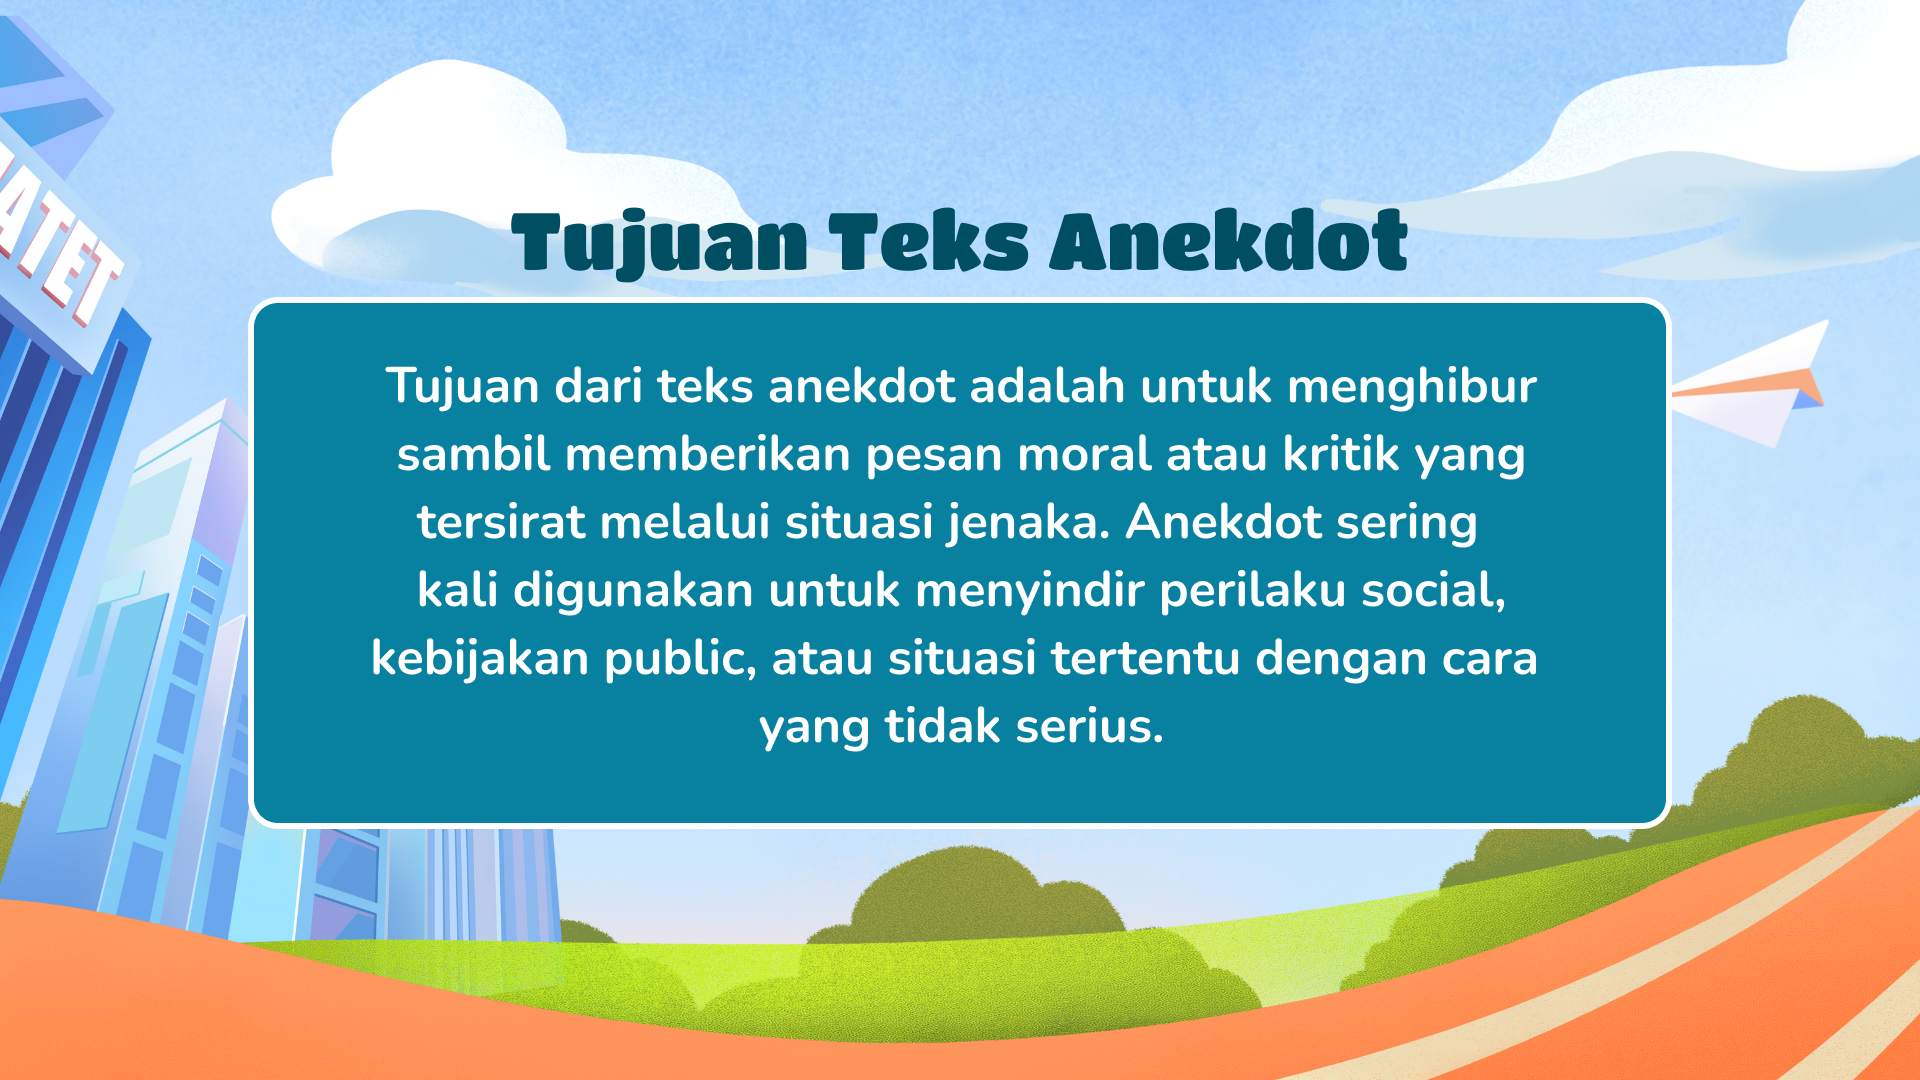 ATET
Tujuan Teks Anekdot
Tujuan dari teks anekdot adalah untuk menghibur
sambil memberikan pesan moral atau kritik yang
tersirat melalui situasi jenaka. Anekdot sering
kali digunakan untuk menyindir perilaku social,
kebijakan public, atau situasi tertentu dengan cara
yang tidak serius.